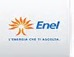 Enel
L'ENERGIA CHE TI ASCOLTA.